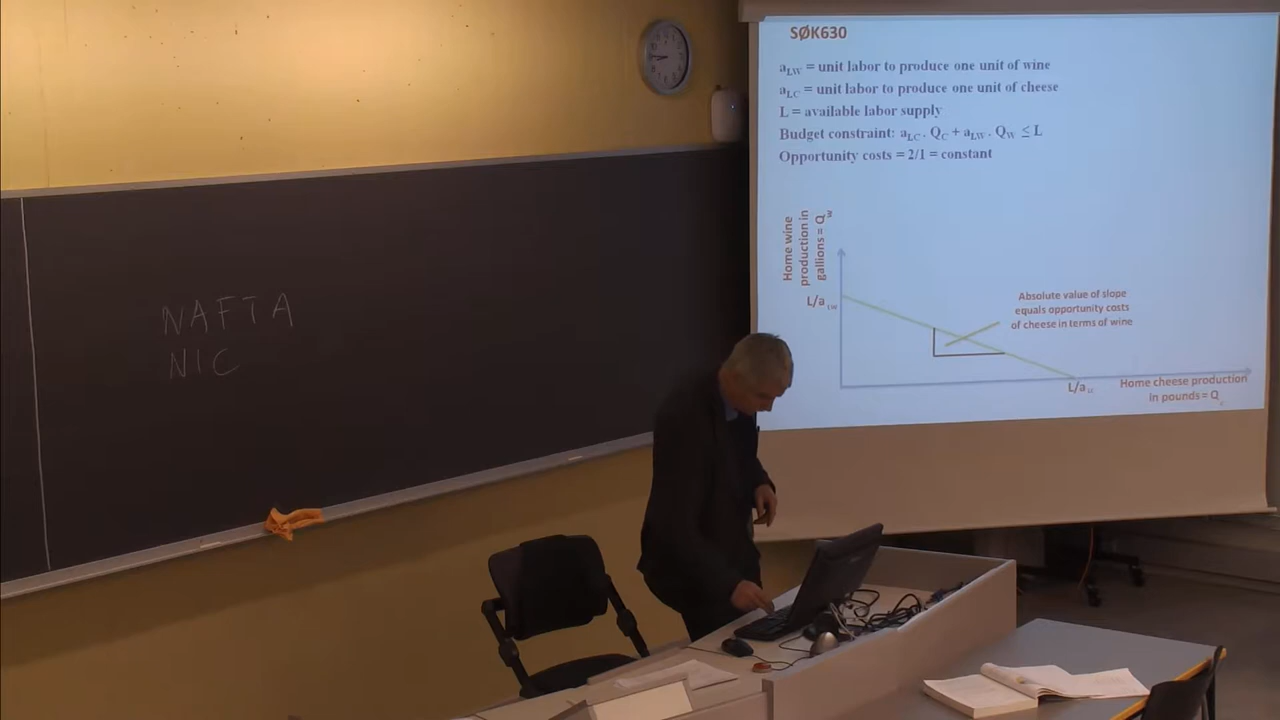 NAFTA
NIC
SØK630
aLW = unit labor to produce one unit of wine
aLC = unit labor to produce one unit of cheese
L = available labor supply
Budget constraint: aLC. QC + aLW. QW ≤ L
Opportunity costs = 2/1 = constant
Home wine
production in
gallions = Qw
L/aLW
Absolute value of slope
equals opportunity costs
of cheese in terms of wine
L/aLC
Home cheese production
in pounds = Qc